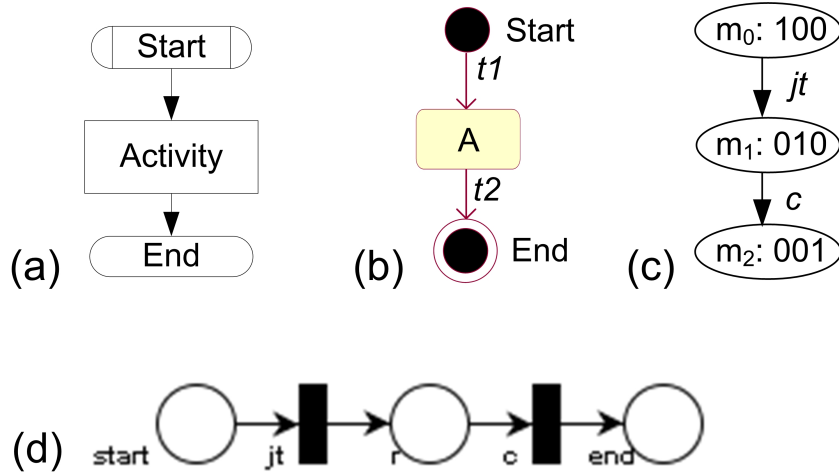 Start
Activity
End
(a)
Start
t1
A
t2
End
(b)
m₀: 100
jt
m₁: 010
c
m₂: 001
(c)
(d)
start jt r c end